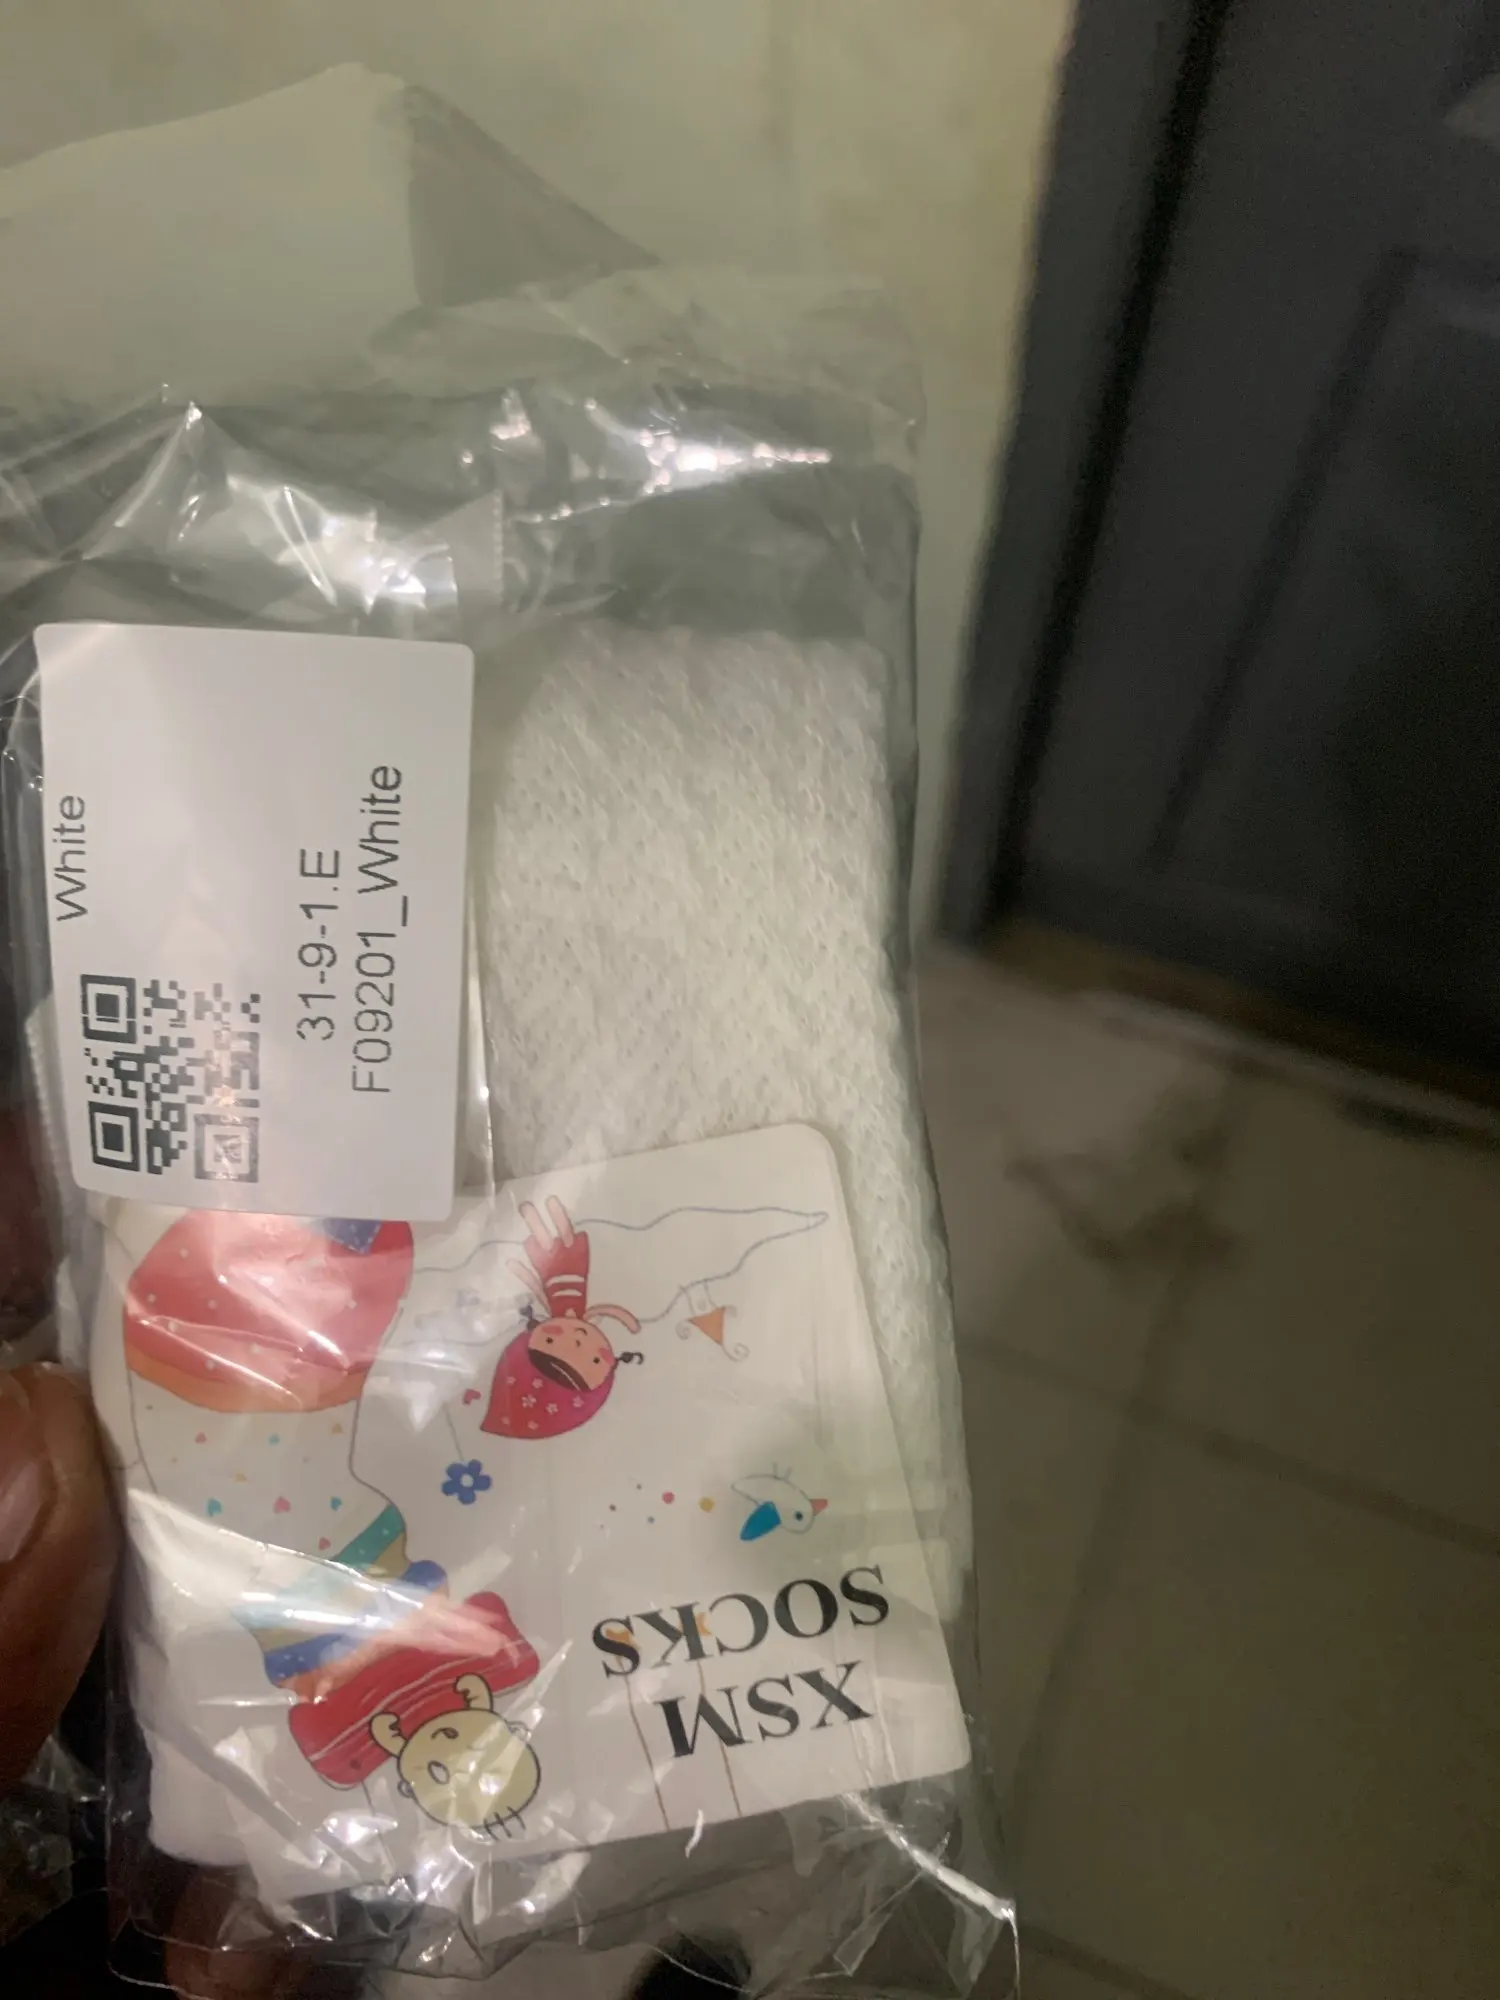 White
31-9-1.E
F09201_White
XSM
SOCKS